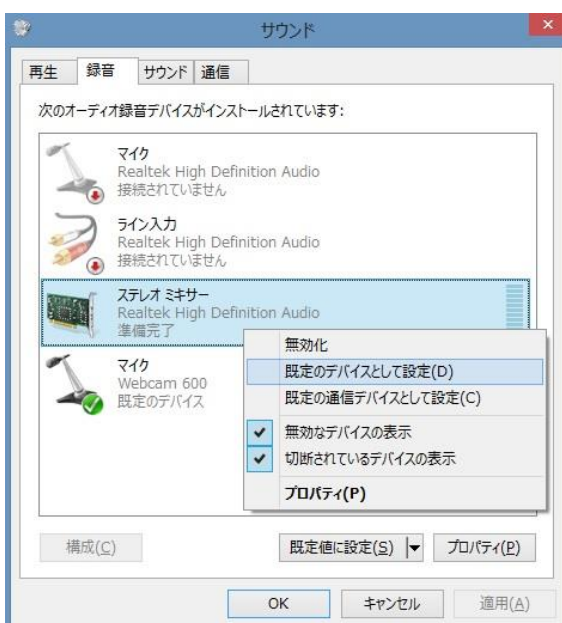 サウンド
再生 録音 サウンド 通信
次のオーディオ録音デバイスがインストールされています:
マイク
Realtek High Definition Audio
接続されていません
ライン入力
Realtek High Definition Audio
接続されていません
ステレオ ミキサー
Realtek High Definition Audio
準備完了
マイク
Webcam 600
既定のデバイス
無効化
既定のデバイスとして設定(D)
既定の通信デバイスとして設定(C)
無効なデバイスの表示
切断されているデバイスの表示
プロパティ(P)
構成(C) 既定値に設定(S) プロパティ(P)
OK キャンセル 適用(A)